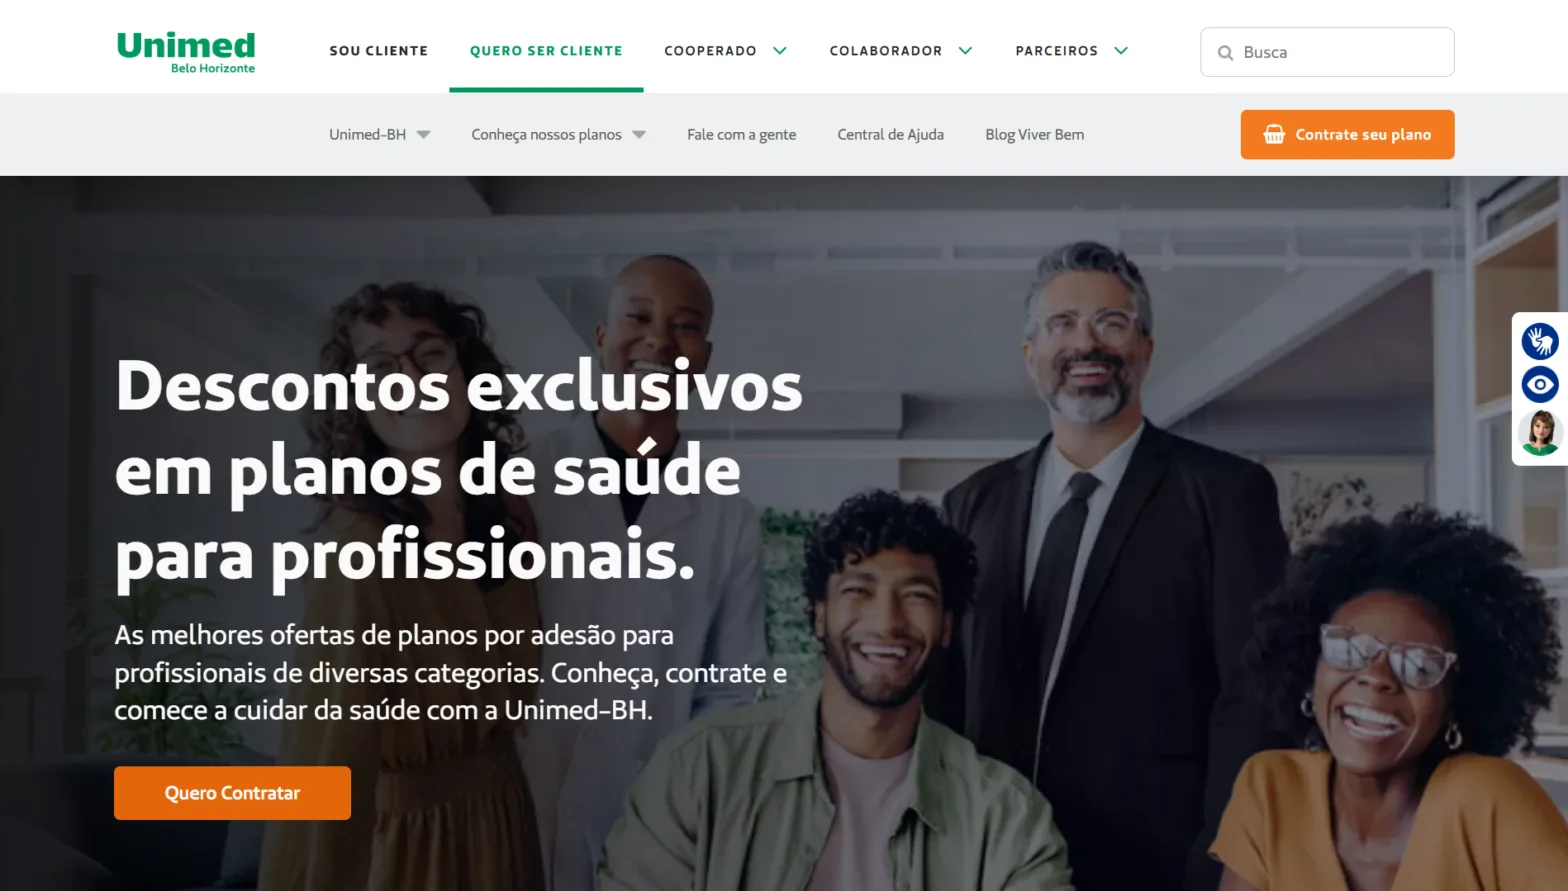 Unimed
Belo Horizonte
SOU CLIENTE
QUERO SER CLIENTE
COOPERADO
COLABORADOR
PARCEIROS
Busca
Unimed-BH
Conheça nossos planos
Fale com a gente
Central de Ajuda
Blog Viver Bem
Contrate seu plano
Descontos exclusivos
em planos de saúde
para profissionais.
As melhores ofertas de planos por adesão para
profissionais de diversas categorias. Conheça, contrate e
comece a cuidar da saúde com a Unimed-BH.
Quero Contratar